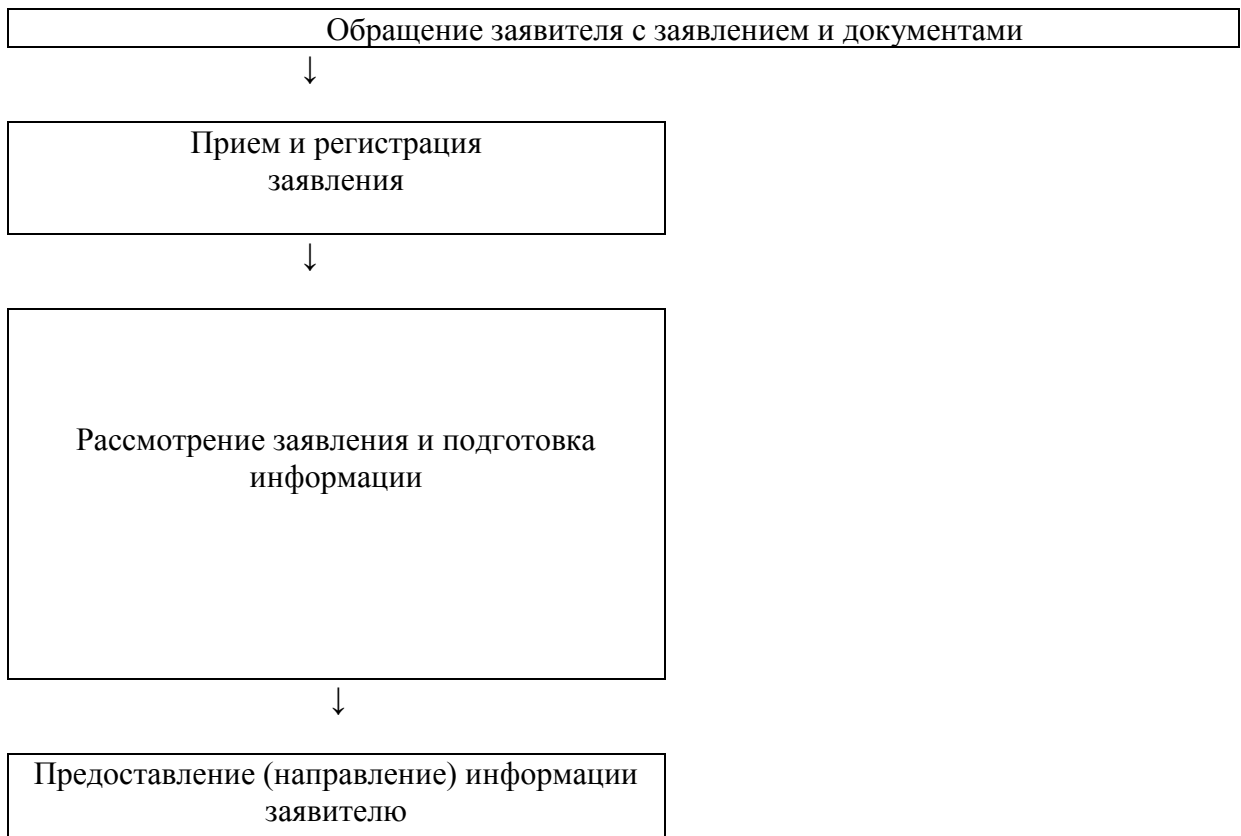 Обращение заявителя с заявлением и документами
↓
Прием и регистрация
заявления
↓
Рассмотрение заявления и подготовка
информации
↓
Предоставление (направление) информации
заявителю